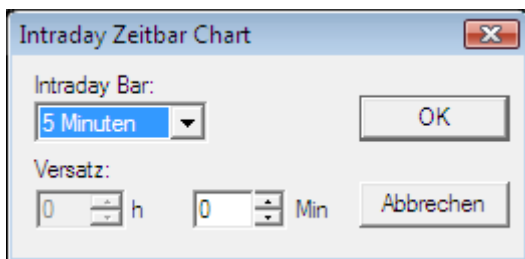 Intraday Zeitbar Chart
Intraday Bar:
5 Minuten
OK
Versatz:
0 h 0 Min
Abbrechen